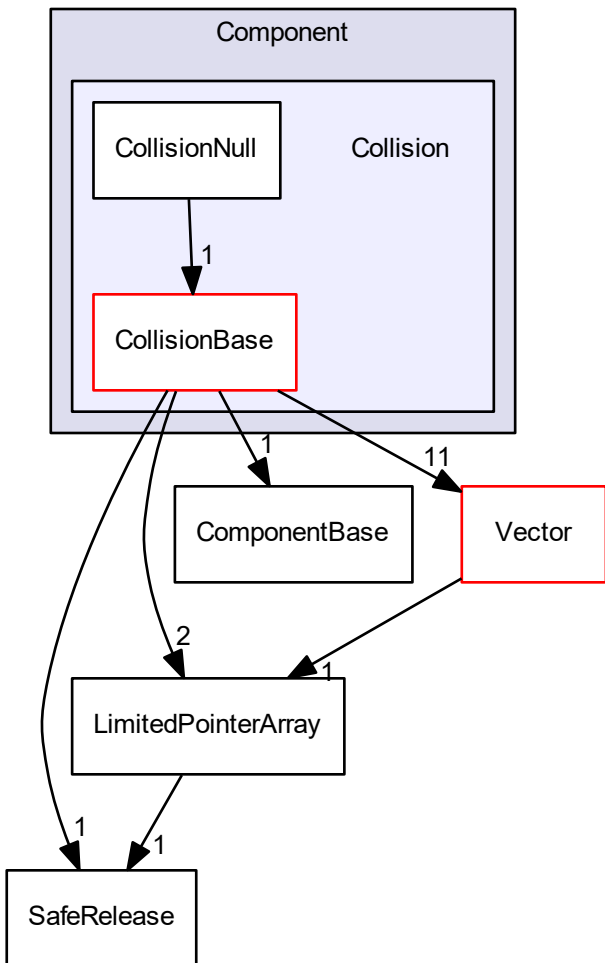 Component
CollisionNull
Collision
1
CollisionBase
1
11
ComponentBase
Vector
2
1
LimitedPointerArray
1
1
SafeRelease